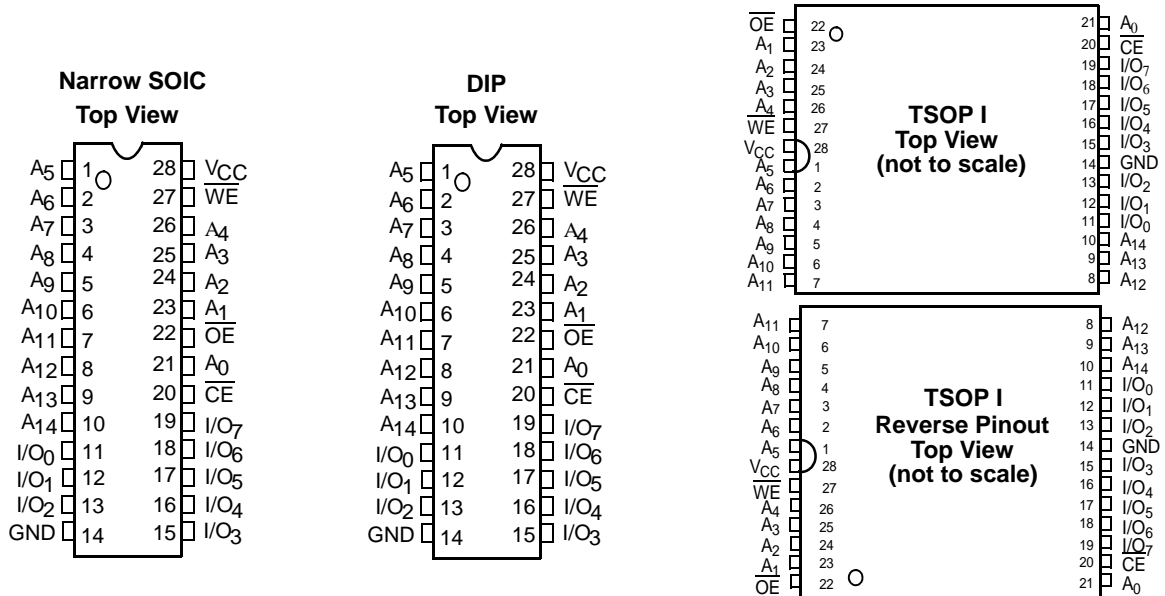 Narrow SOIC
Top View
A5 1 28 VCC
A6 2 27 WE
A7 3 26 A4
A8 4 25 A3
A9 5 24 A2
A10 6 23 A1
A11 7 22 OE
A12 8 21 A0
A13 9 20 CE
A14 10 19 I/O7
I/O0 11 18 I/O6
I/O1 12 17 I/O5
I/O2 13 16 I/O4
GND 14 15 I/O3
DIP
Top View
A5 1 28 VCC
A6 2 27 WE
A7 3 26 A4
A8 4 25 A3
A9 5 24 A2
A10 6 23 A1
A11 7 22 OE
A12 8 21 A0
A13 9 20 CE
A14 10 19 I/O7
I/O0 11 18 I/O6
I/O1 12 17 I/O5
I/O2 13 16 I/O4
GND 14 15 I/O3
TSOP I
Top View
(not to scale)
OE 22 21 A0
A1 23 20 CE
A2 24 19 I/O7
A3 25 18 I/O6
A4 26 17 I/O5
WE 27 16 I/O4
VCC 28 15 I/O3
A5 1 14 GND
A6 2 13 I/O2
A7 3 12 I/O1
A8 4 11 I/O0
A9 5 10 A14
A10 6 9 A13
A11 7 8 A12
TSOP I
Reverse Pinout
Top View
(not to scale)
A11 7 8 A12
A10 6 9 A13
A9 5 10 A14
A8 4 11 I/O0
A7 3 12 I/O1
A6 2 13 I/O2
A5 1 14 GND
VCC 28 15 I/O3
WE 27 16 I/O4
A4 26 17 I/O5
A3 25 18 I/O6
A2 24 19 I/O7
A1 23 20 CE
OE 22 21 A0